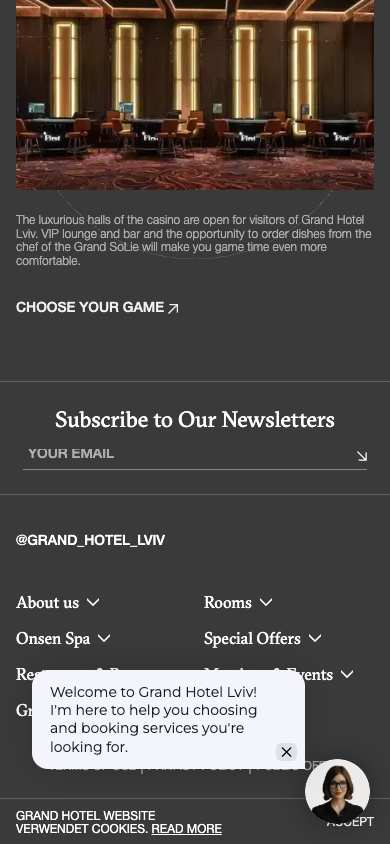 The luxurious halls of the casino are open for visitors of Grand Hotel
Lviv. VIP lounge and bar and the opportunity to order dishes from the
chef of the Grand SoLie will make you game time even more
comfortable.
CHOOSE YOUR GAME
Subscribe to Our Newsletters
YOUR EMAIL
@GRAND_HOTEL_LVIV
About us
Rooms
Onsen Spa
Special Offers
Events
Welcome to Grand Hotel Lviv!
I'm here to help you choosing
and booking services you're
looking for.
GRAND HOTEL WEBSITE
VERWENDET COOKIES. READ MORE
ACCEPT